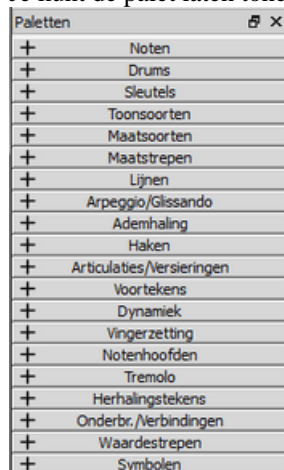 Paletten
Noten
Drums
Sleutels
Toonsoorten
Maatsoorten
Maatstrepen
Lijnen
Arpeggio/Glissando
Ademhaling
Haken
Articulaties/Versieringen
Voortekens
Dynamiek
Vingerzetting
Notenhoofden
Tremolo
Herhalingstekens
Onderbr./Verbindingen
Waardestrepen
Symbolen